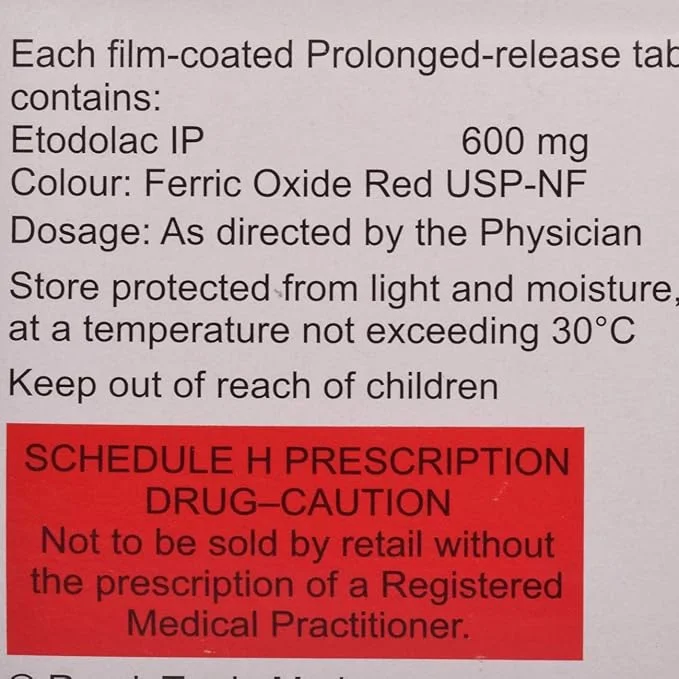 Each film-coated Prolonged-release tab
contains:
Etodolac IP 600 mg
Colour: Ferric Oxide Red USP-NF
Dosage: As directed by the Physician
Store protected from light and moisture,
at a temperature not exceeding 30°C
Keep out of reach of children
SCHEDULE H PRESCRIPTION
DRUG–CAUTION
Not to be sold by retail without
the prescription of a Registered
Medical Practitioner.